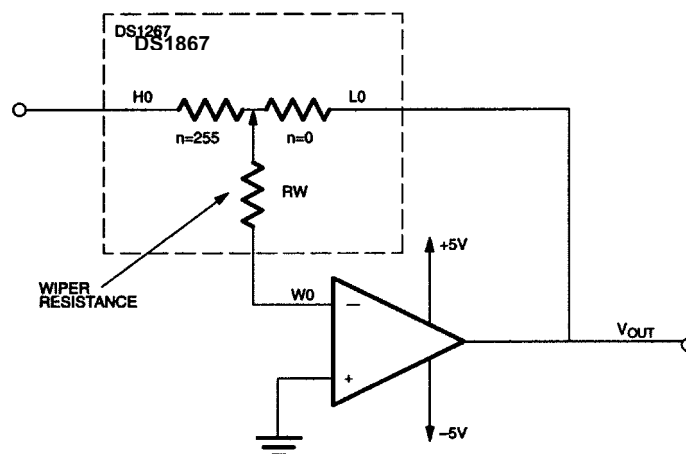 DS1267
DS1867
H0
L0
n=255
n=0
RW
WIPER
RESISTANCE
W0
+5V
−
+
VOUT
–5V